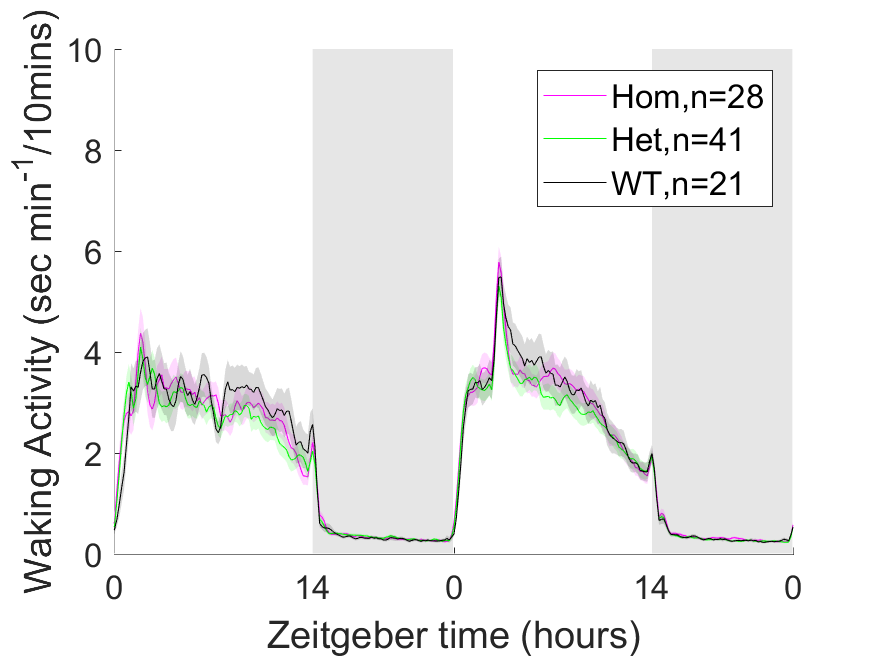 Waking Activity (sec min⁻¹/10mins)
10
8
6
4
2
0
Hom,n=28
Het,n=41
WT,n=21
0 14 0 14 0
Zeitgeber time (hours)